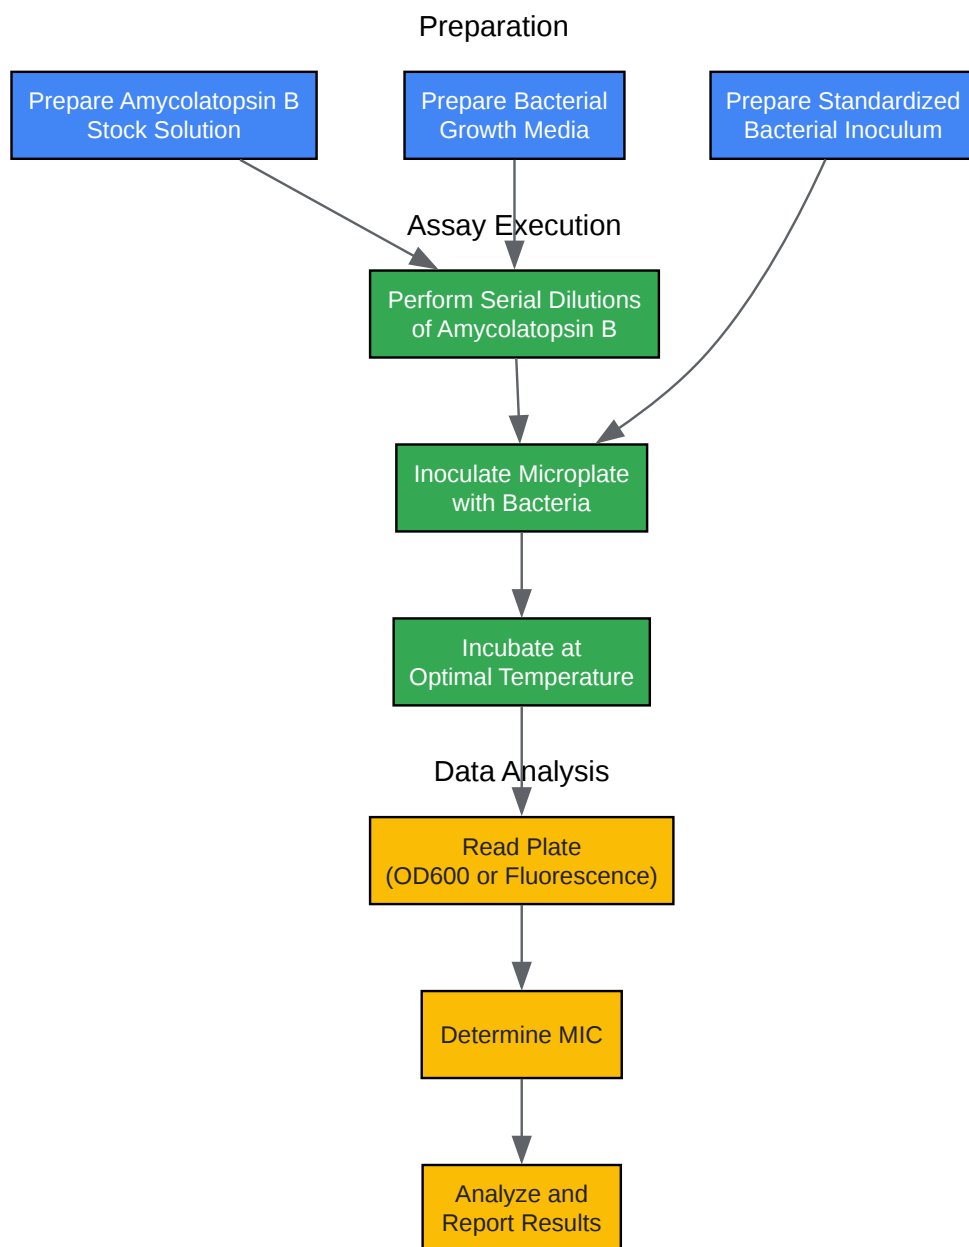 Preparation
Prepare Amycolatopsin B
Stock Solution
Prepare Bacterial
Growth Media
Prepare Standardized
Bacterial Inoculum
Assay Execution
Perform Serial Dilutions
of Amycolatopsin B
Inoculate Microplate
with Bacteria
Incubate at
Optimal Temperature
Data Analysis
Read Plate
(OD600 or Fluorescence)
Determine MIC
Analyze and
Report Results